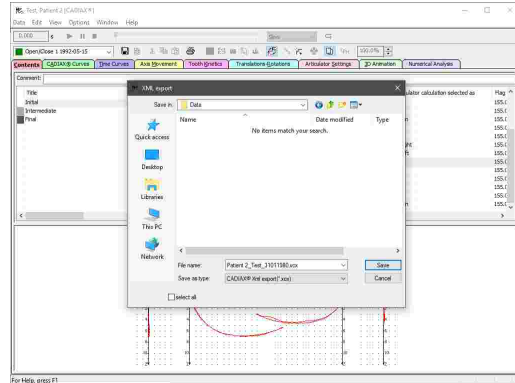 Test, Patient2 [CADIAX®]
Data Edit View Options Window Help
0,000 s
Slow
Open/Close 1 1992-05-15
100.0%
Contents CADIAX® Curves Time Curves Axis Movement Tooth Kinetics Translations-Rotations Articulator Settings 3D Animation Numerical Analysis
Comment:
Title
Initial
Intermediate
Final
ulator calculation selected as
Flag
155.0
XML export
Save in:
Data
Name
Date modified
Type
No items match your search.
Quick access
Desktop
Libraries
This PC
Network
File name:
Patient 2_Test_31011980.xcx
Save
Save as type:
CADIAX® Xml export(*.xcx)
Cancel
select all
For Help, press F1